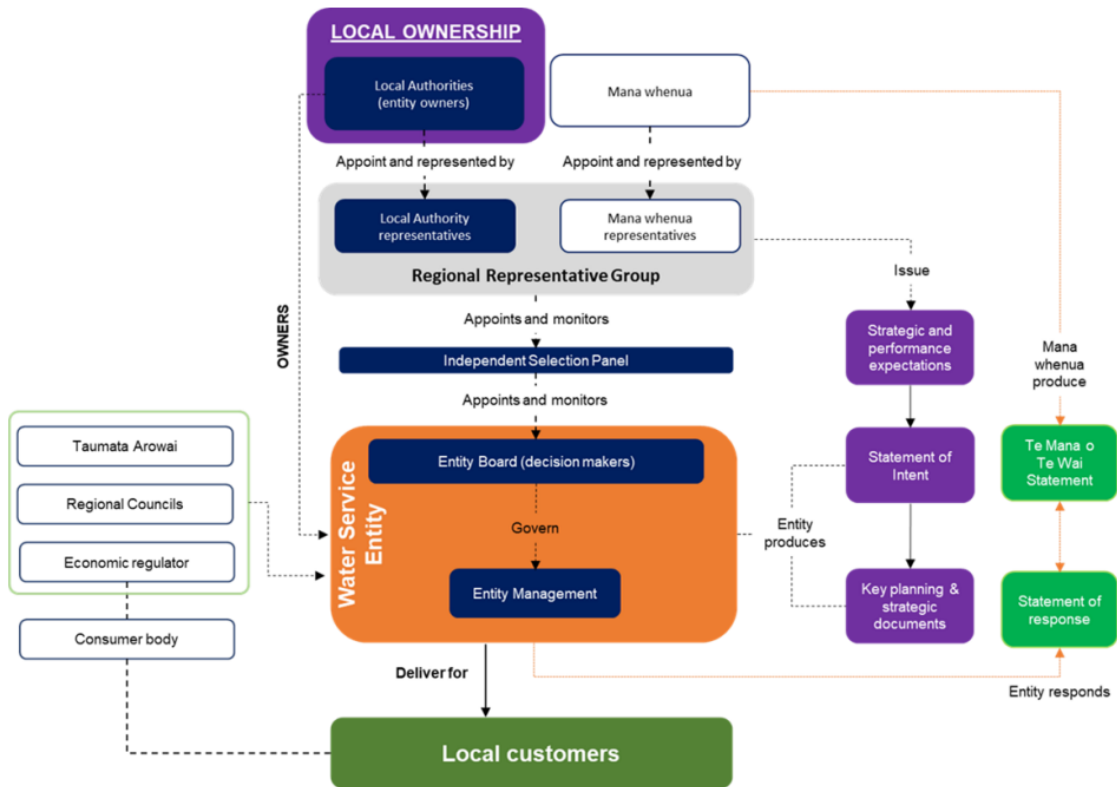 LOCAL OWNERSHIP
Local Authorities
(entity owners)
Mana whenua
Appoint and represented by
Appoint and represented by
Local Authority
representatives
Mana whenua
representatives
Regional Representative Group
Issue
Appoints and monitors
Strategic and
performance
expectations
Independent Selection Panel
OWNERS
Mana
whenua
produce
Appoints and monitors
Taumata Arowai
Regional Councils
Economic regulator
Consumer body
Water Service
Entity
Entity Board (decision makers)
Govern
Entity Management
Entity
produces
Statement of
Intent
Te Mana o
Te Wai
Statement
Key planning &
strategic
documents
Statement of
response
Deliver for
Entity responds
Local customers